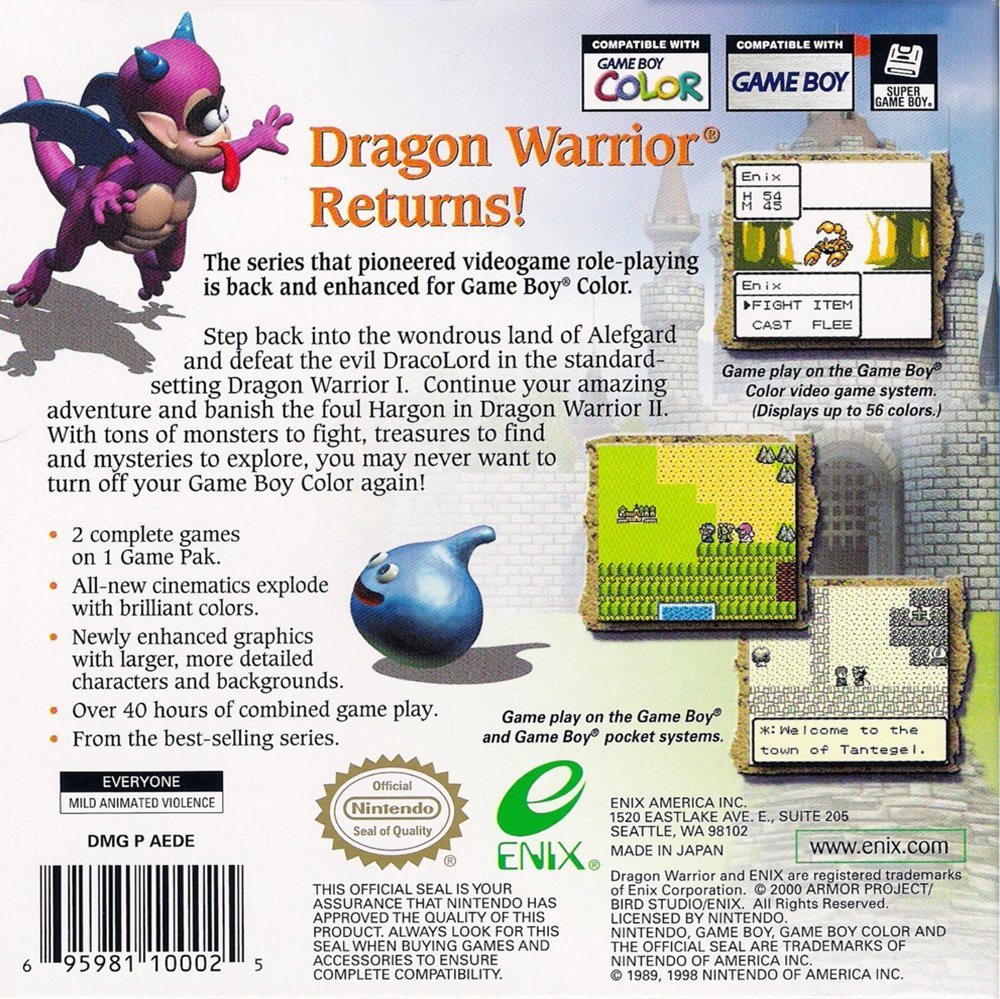 COMPATIBLE WITH
GAME BOY
COLOR
COMPATIBLE WITH
GAME BOY
SUPER
GAME BOY®
Dragon Warrior®
Returns!
The series that pioneered videogame role-playing
is back and enhanced for Game Boy® Color.
Step back into the wondrous land of Alefgard
and defeat the evil DracoLord in the standard-
setting Dragon Warrior I. Continue your amazing
adventure and banish the foul Hargon in Dragon Warrior II.
With tons of monsters to fight, treasures to find
and mysteries to explore, you may never want to
turn off your Game Boy Color again!
• 2 complete games
on 1 Game Pak.
• All-new cinematics explode
with brilliant colors.
• Newly enhanced graphics
with larger, more detailed
characters and backgrounds.
• Over 40 hours of combined game play.
• From the best-selling series.
Enix
H 54
M 45
Enix
▶FIGHT ITEM
CAST FLEE
Game play on the Game Boy®
Color video game system.
(Displays up to 56 colors.)
Game play on the Game Boy®
and Game Boy® pocket systems.
*:Welcome to the
town of Tantegel.
EVERYONE
MILD ANIMATED VIOLENCE
DMG P AEDE
6 95981 10002 5
Official
Nintendo
Seal of Quality
®
THIS OFFICIAL SEAL IS YOUR
ASSURANCE THAT NINTENDO HAS
APPROVED THE QUALITY OF THIS
PRODUCT. ALWAYS LOOK FOR THIS
SEAL WHEN BUYING GAMES AND
ACCESSORIES TO ENSURE
COMPLETE COMPATIBILITY.
ENIX®
ENIX AMERICA INC.
1520 EASTLAKE AVE. E., SUITE 205
SEATTLE, WA 98102
MADE IN JAPAN
www.enix.com
Dragon Warrior and ENIX are registered trademarks
of Enix Corporation. © 2000 ARMOR PROJECT/
BIRD STUDIO/ENIX. All Rights Reserved.
LICENSED BY NINTENDO.
NINTENDO, GAME BOY, GAME BOY COLOR AND
THE OFFICIAL SEAL ARE TRADEMARKS OF
NINTENDO OF AMERICA INC.
© 1989, 1998 NINTENDO OF AMERICA INC.